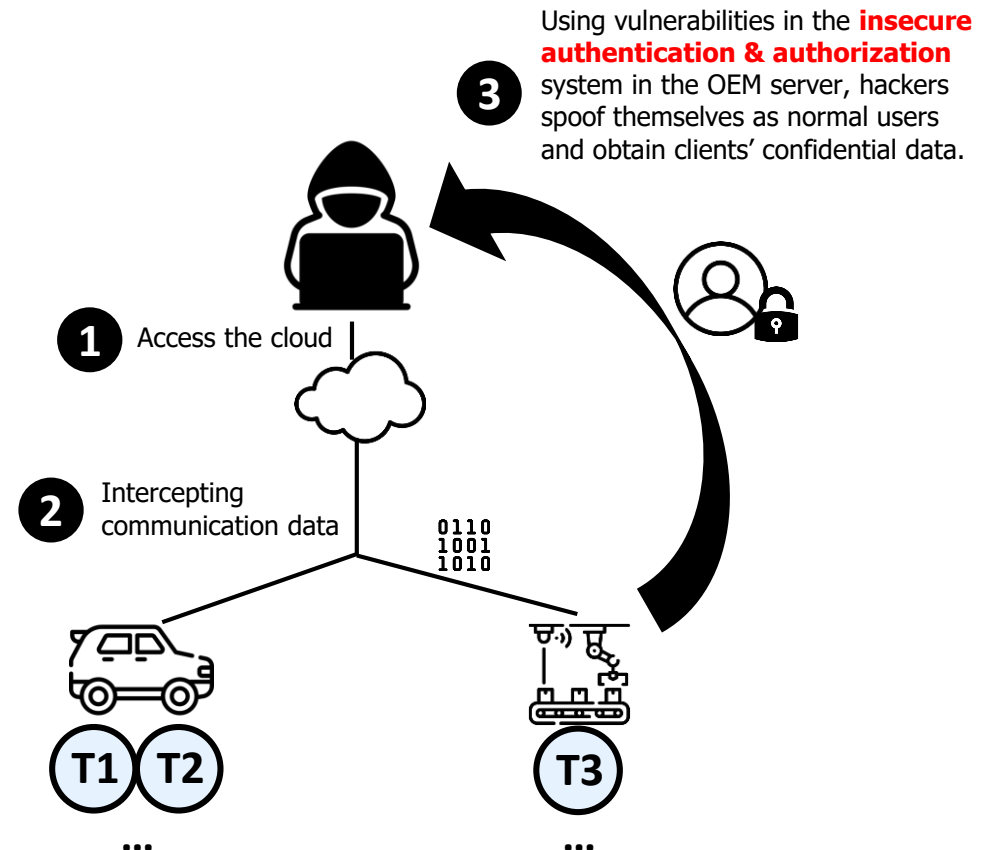 Using vulnerabilities in the insecure
authentication & authorization
system in the OEM server, hackers
spoof themselves as normal users
and obtain clients’ confidential data.
3
1
Access the cloud
2
Intercepting
communication data
0110
1001
1010
T1 T2
T3
... ...